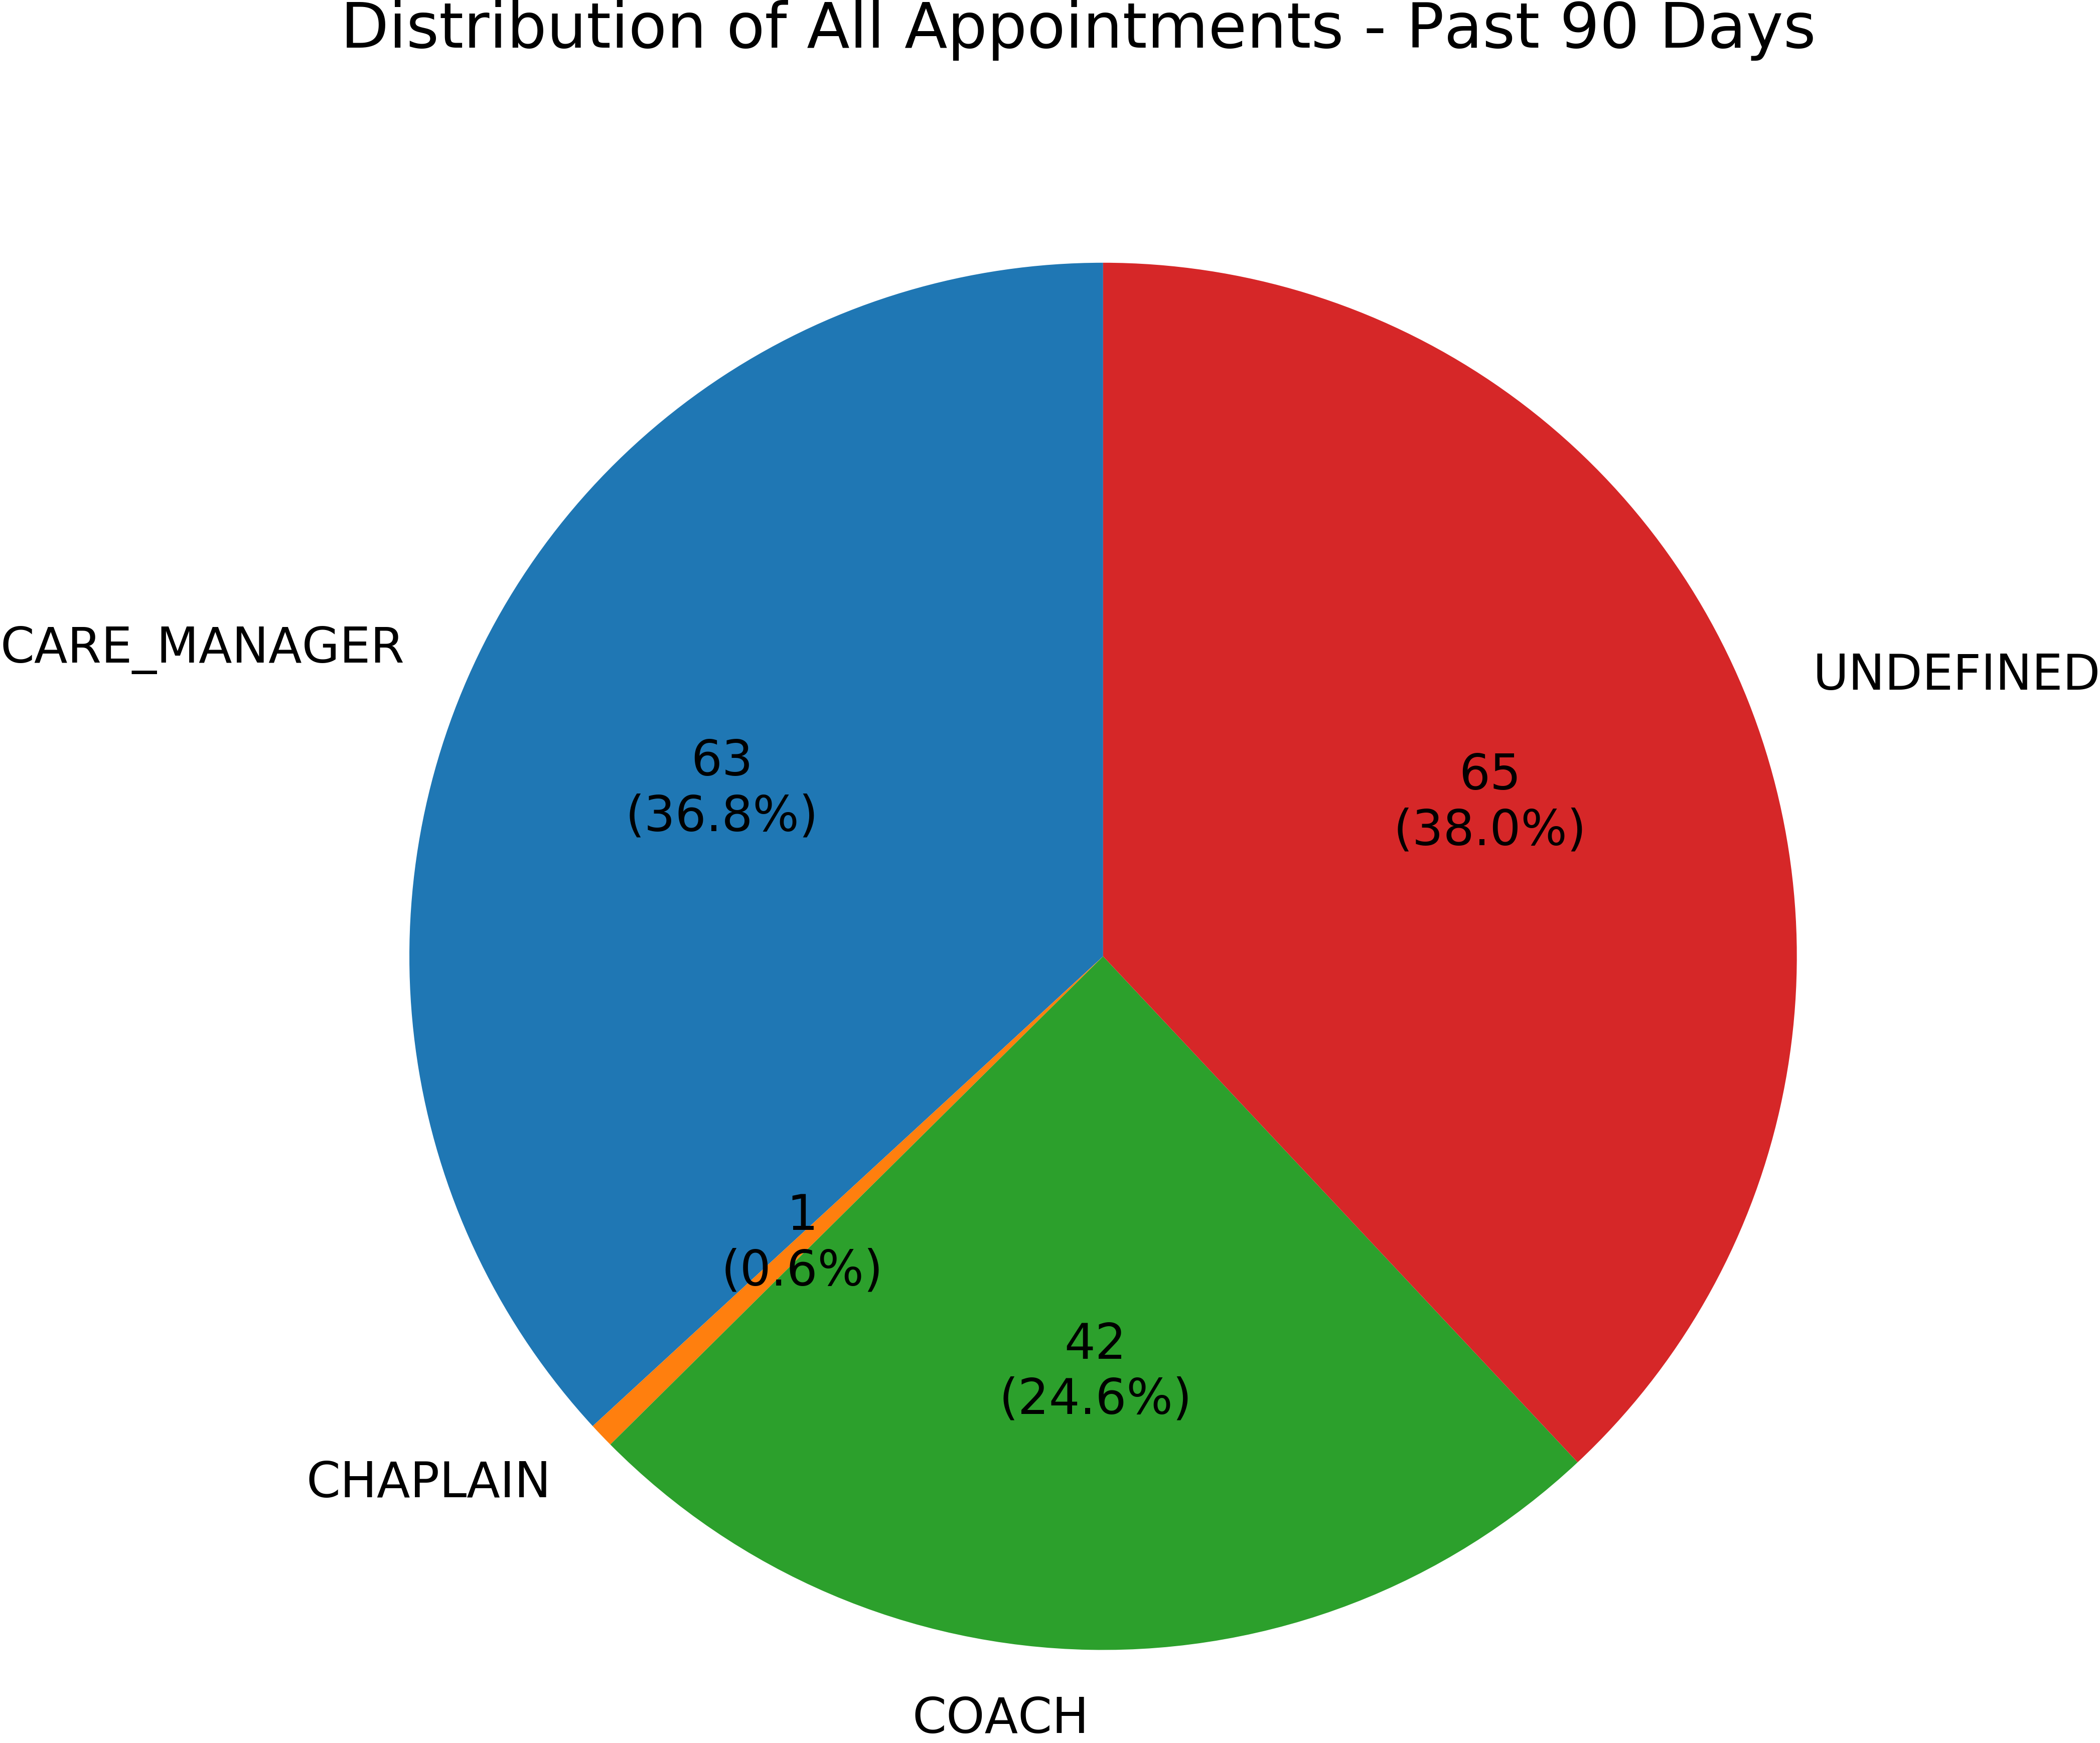 Distribution of All Appointments - Past 90 Days
CARE_MANAGER
UNDEFINED
63
(36.8%)
65
(38.0%)
1
(0.6%)
42
(24.6%)
CHAPLAIN
COACH